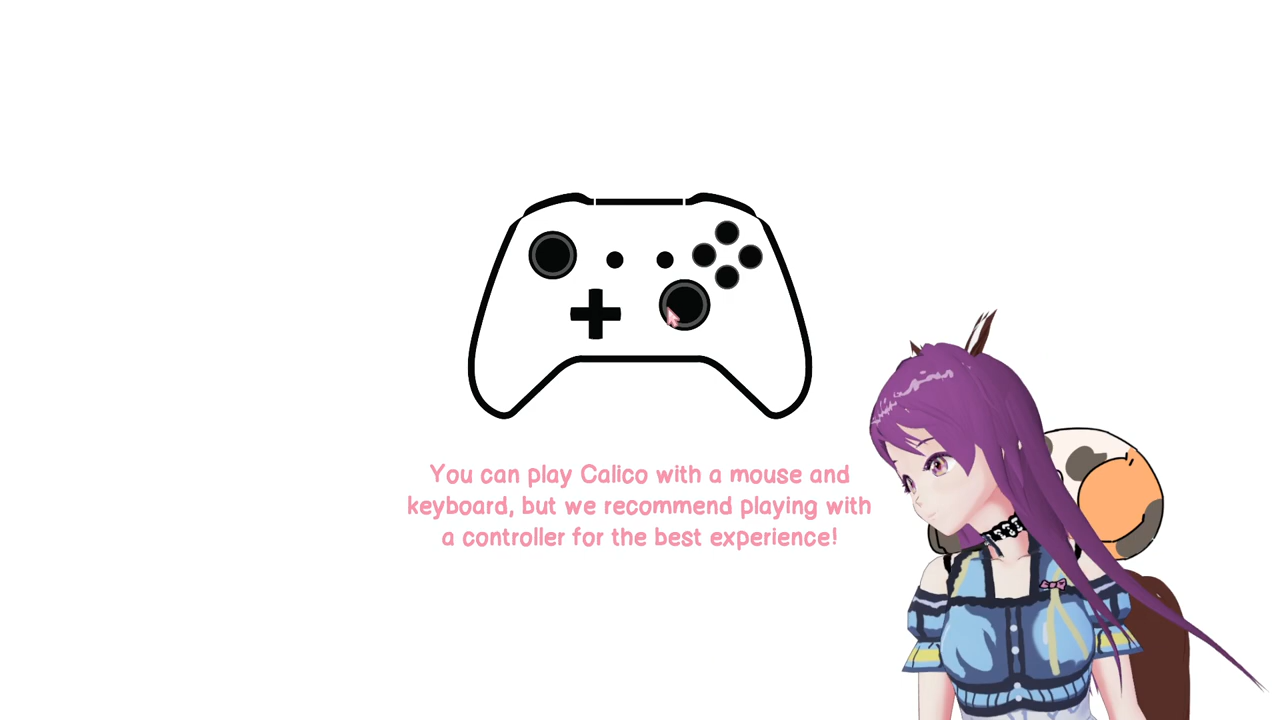 You can play Calico with a mouse and
keyboard, but we recommend playing with
a controller for the best experience!